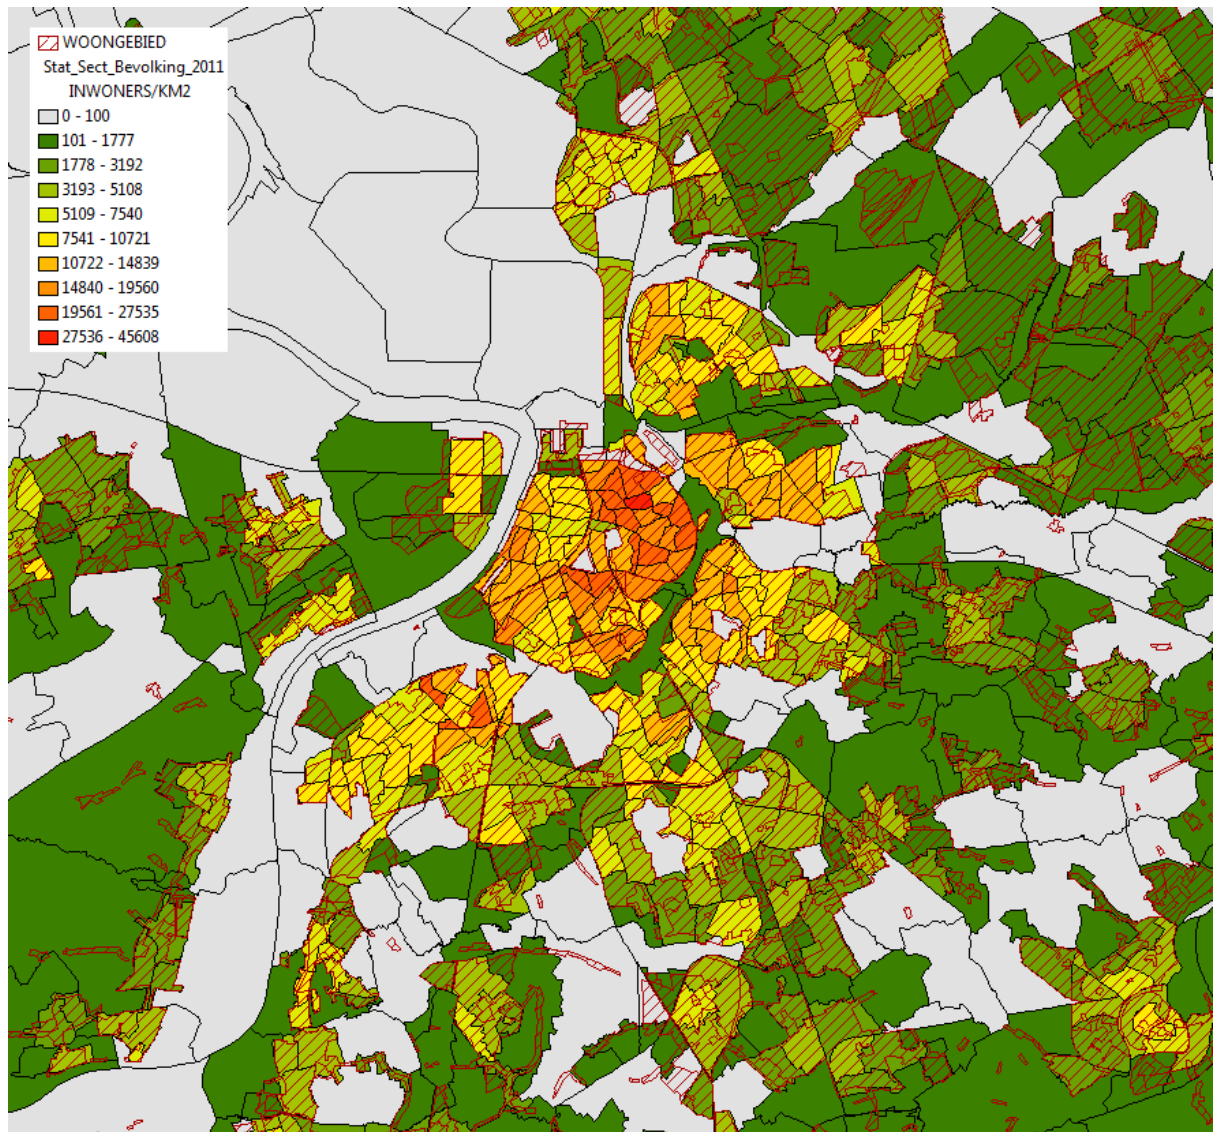 WOONGEBIED
Stat_Sect_Bevolking_2011
INWONERS/KM2
0 - 100
101 - 1777
1778 - 3192
3193 - 5108
5109 - 7540
7541 - 10721
10722 - 14839
14840 - 19560
19561 - 27535
27536 - 45608